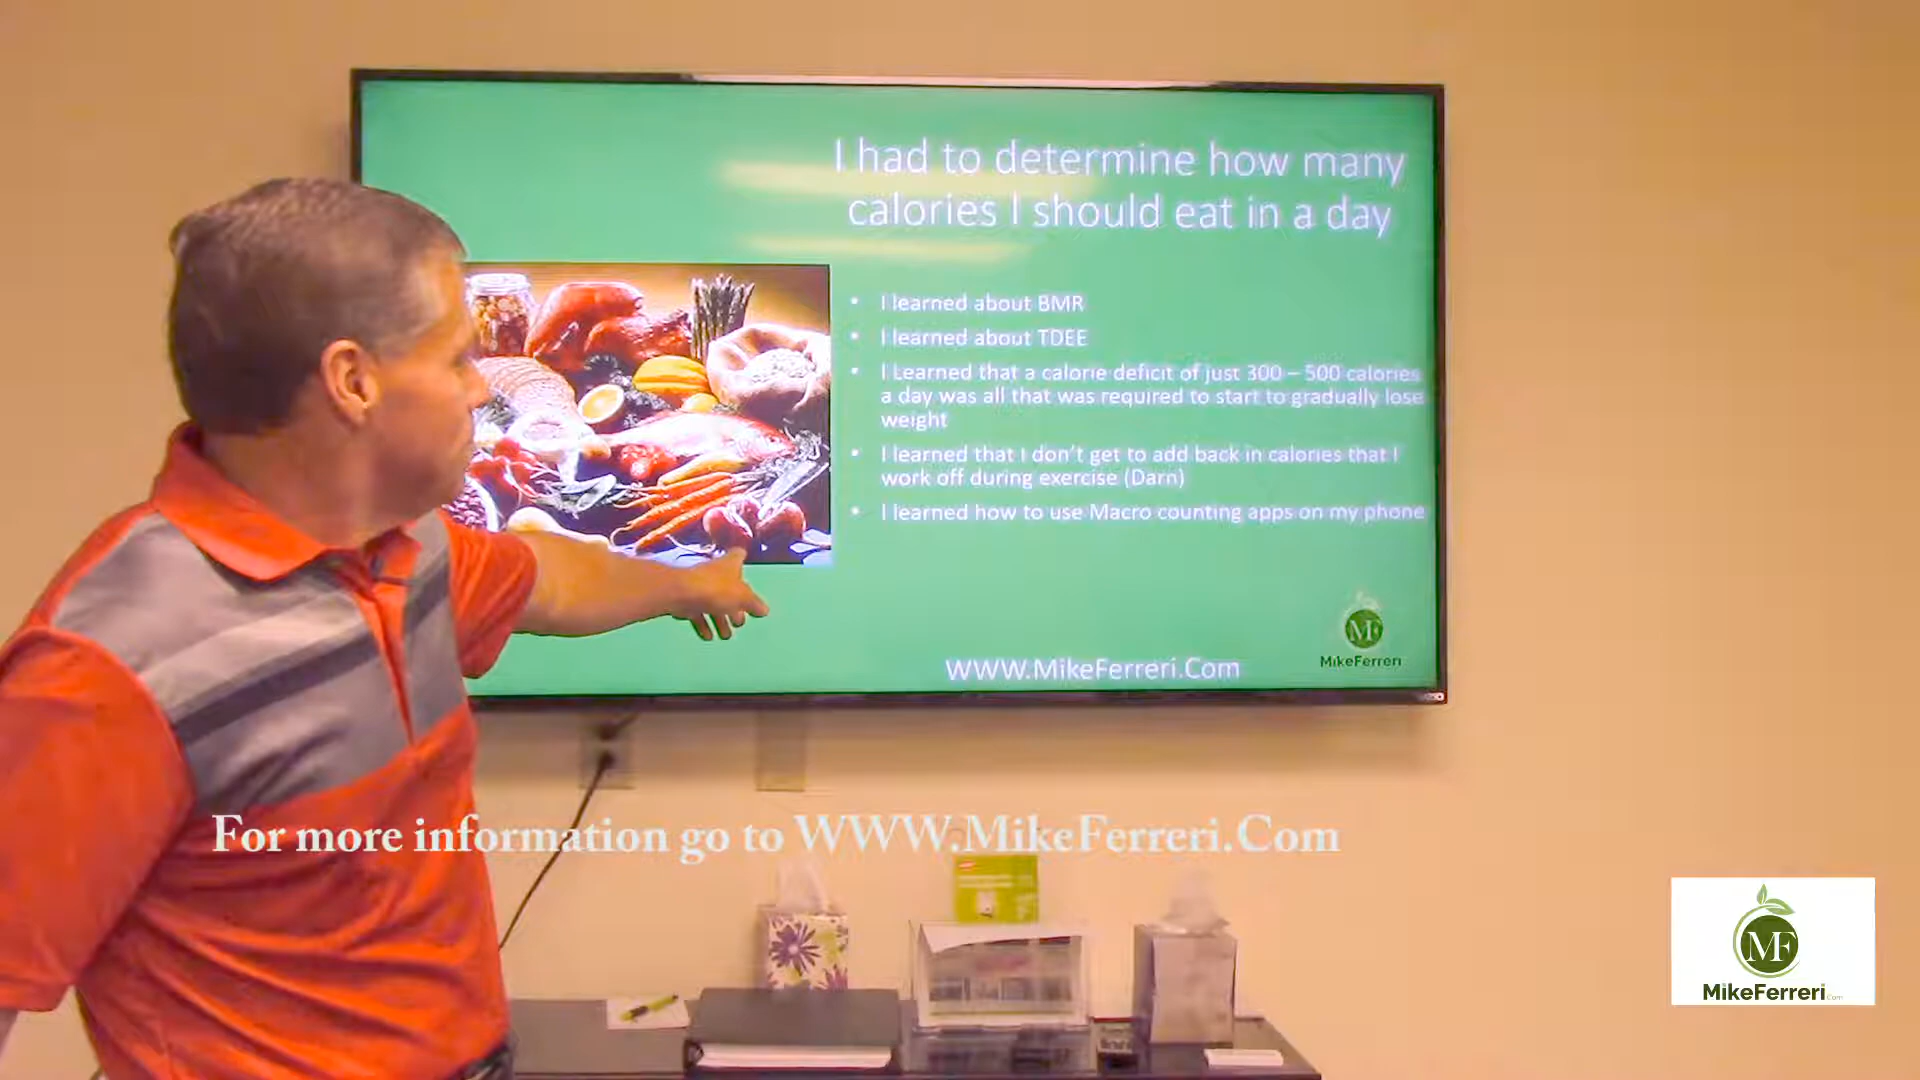 I had to determine how many
calories I should eat in a day
• I learned about BMR
• I learned about TDEE
• I Learned that a calorie deficit of just 300 – 500 calories
a day was all that was required to start to gradually lose
weight
• I learned that I don't get to add back in calories that I
work off during exercise (Darn)
• I learned how to use Macro counting apps on my phone
MF
MikeFerreri
WWW.MikeFerreri.Com
For more information go to WWW.MikeFerreri.Com
MF
MikeFerreri.Com